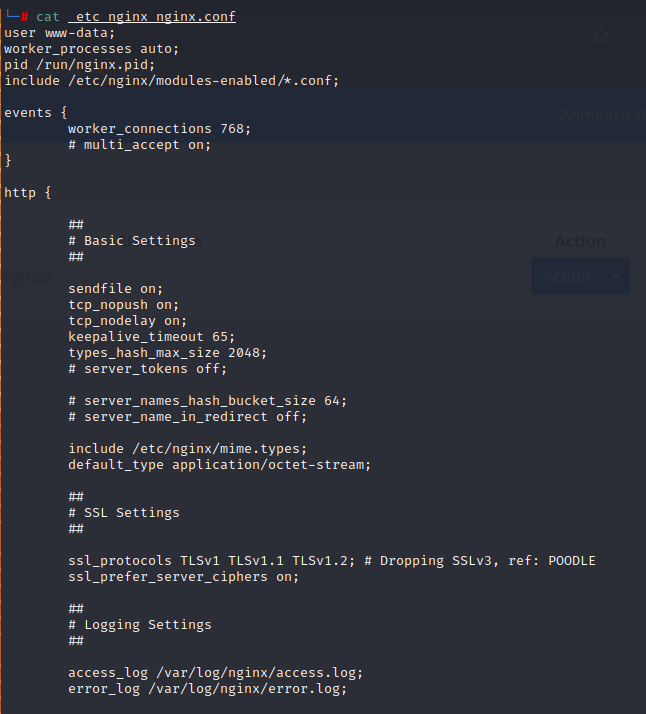 └─# cat _etc_nginx_nginx.conf
user www-data;
worker_processes auto;
pid /run/nginx.pid;
include /etc/nginx/modules-enabled/*.conf;
events {
Administra
worker_connections 768;
# multi_accept on;
}
http {
##
# Basic Settings
Action
##
Action
sendfile on;
tcp_nopush on;
tcp_nodelay on;
keepalive_timeout 65;
types_hash_max_size 2048;
# server_tokens off;
# server_names_hash_bucket_size 64;
# server_name_in_redirect off;
include /etc/nginx/mime.types;
default_type application/octet-stream;
##
# SSL Settings
##
ssl_protocols TLSv1 TLSv1.1 TLSv1.2; # Dropping SSLv3, ref: POODLE
ssl_prefer_server_ciphers on;
##
# Logging Settings
##
access_log /var/log/nginx/access.log;
error_log /var/log/nginx/error.log;